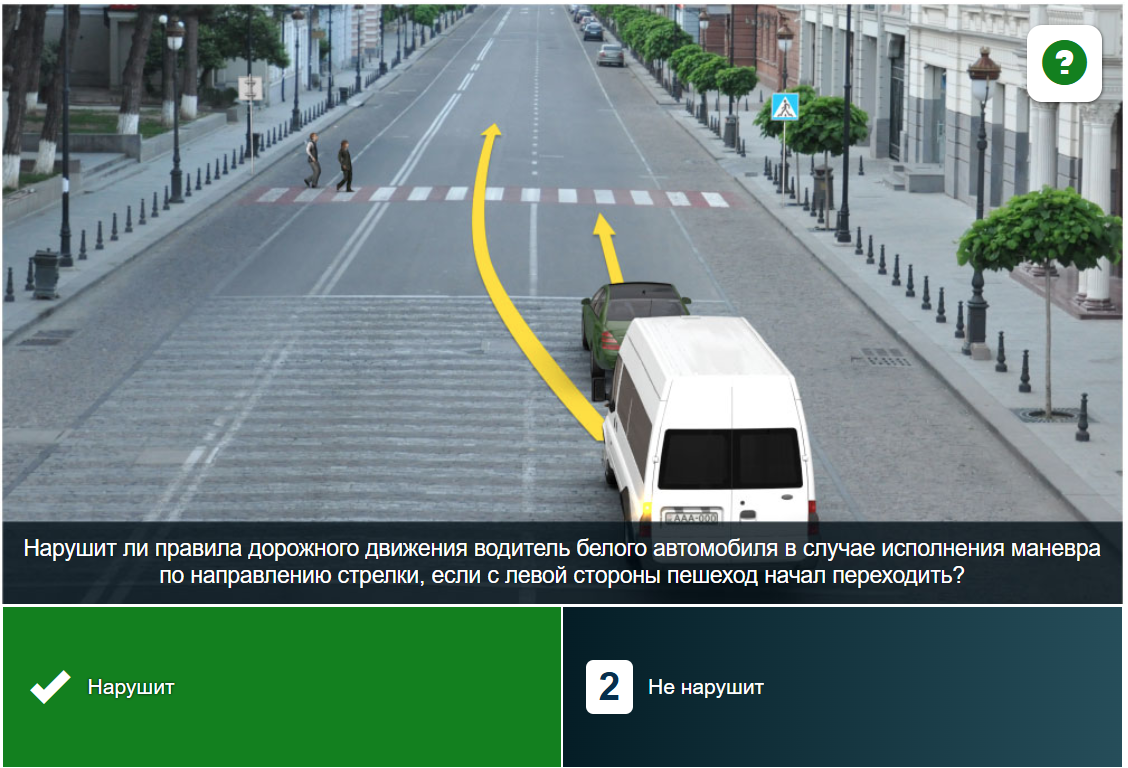 ?
AAA-000
Нарушит ли правила дорожного движения водитель белого автомобиля в случае исполнения маневра
по направлению стрелки, если с левой стороны пешеход начал переходить?
Нарушит
2 Не нарушит